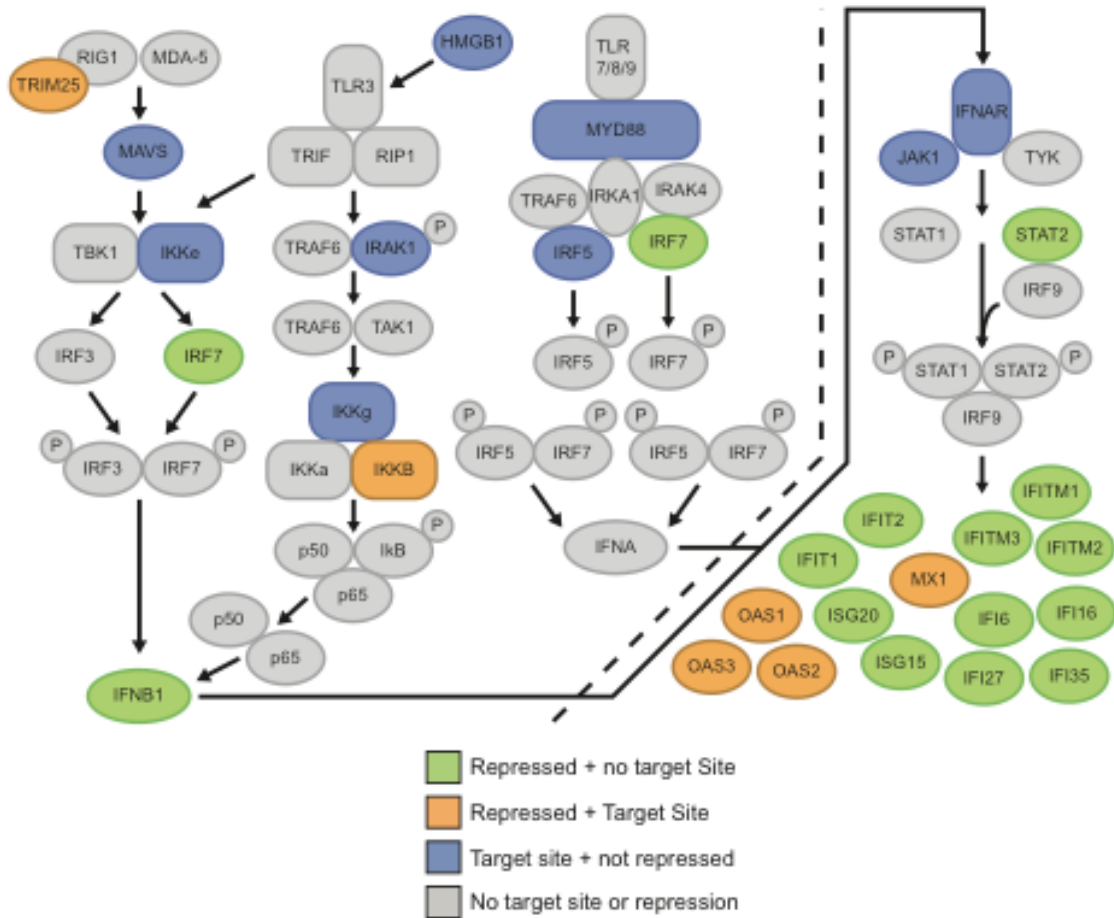 RIG1
MDA-5
TRIM25
MAVS
TBK1
IKKe
IRF3
IRF7
P
IRF3
IRF7
P
IFNB1
HMGB1
TLR3
TRIF
RIP1
TRAF6
IRAK1
P
TRAF6
TAK1
IKKg
IKKa
IKKB
p50
IkB
P
p65
p50
p65
TLR
7/8/9
MYD88
TRAF6
IRKA1
IRAK4
IRF5
IRF7
P
IRF5
P
IRF7
P
IRF5
IRF7
P
P
IRF5
IRF7
P
IFNA
IFNAR
JAK1
TYK
STAT1
STAT2
IRF9
P
STAT1
STAT2
P
IRF9
IFITM1
IFIT2
IFITM3
IFITM2
IFIT1
MX1
OAS1
ISG20
IFI6
IFI16
OAS3
OAS2
ISG15
IFI27
IFI35
Repressed + no target Site
Repressed + Target Site
Target site + not repressed
No target site or repression